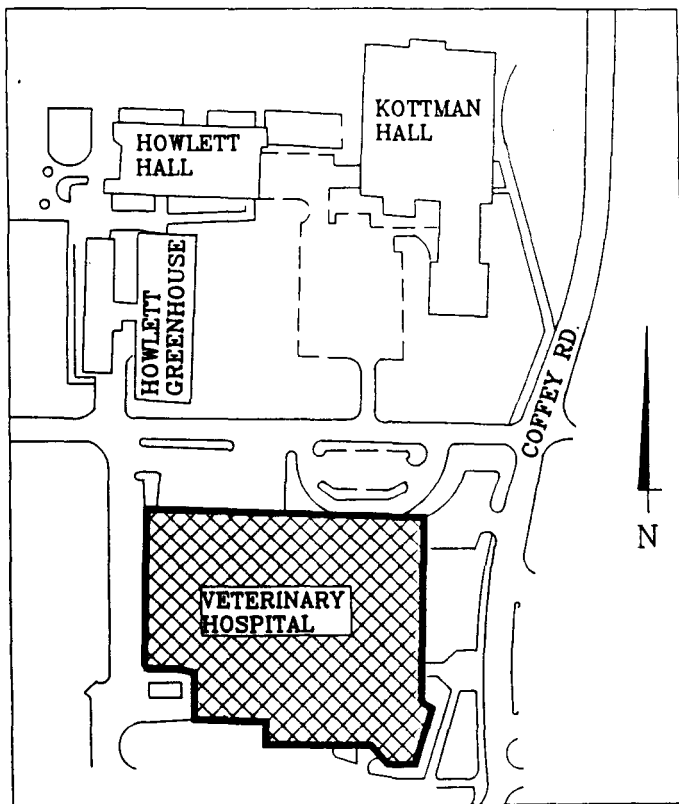 KOTTMAN
HALL
HOWLETT
HALL
HOWLETT
GREENHOUSE
COFFEY RD.
N
VETERINARY
HOSPITAL